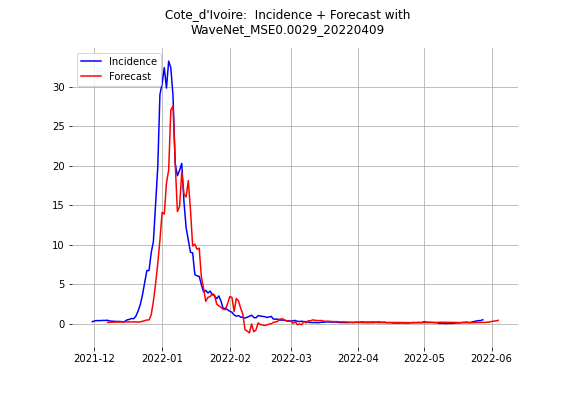 Cote_d'Ivoire:  Incidence + Forecast with
WaveNet_MSE0.0029_20220409
Incidence
Forecast
30
25
20
15
10
5
0
2021-12 2022-01 2022-02 2022-03 2022-04 2022-05 2022-06